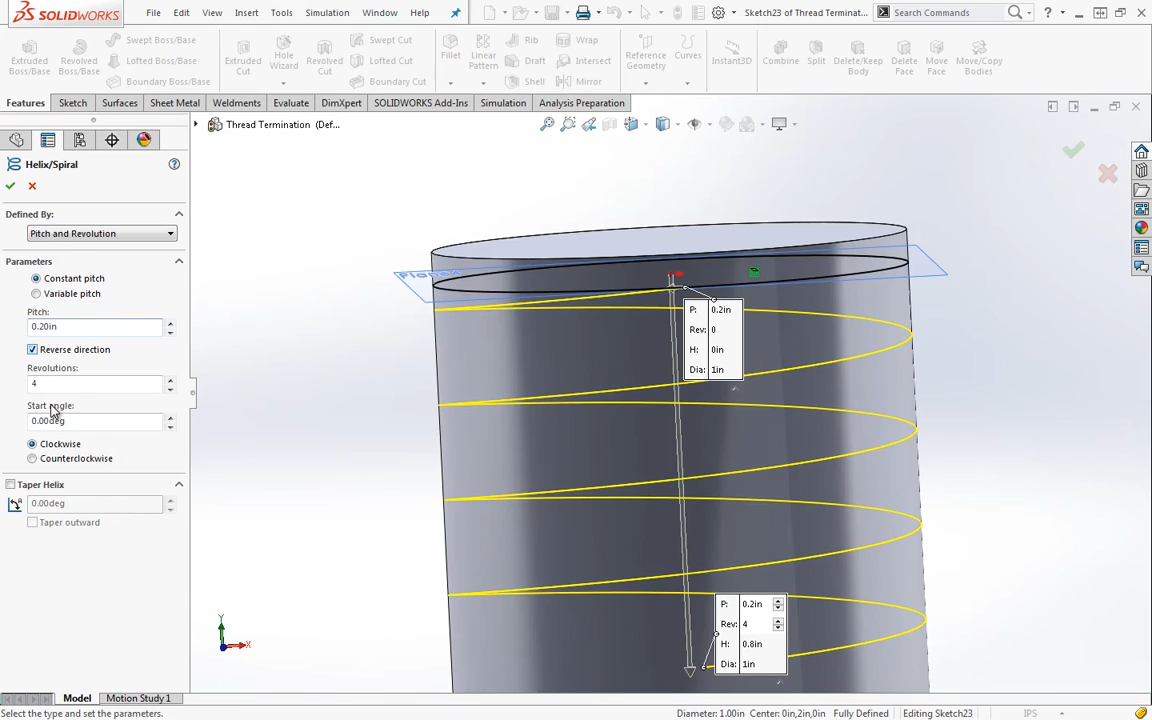 SOLIDWORKS
File Edit View Insert Tools Simulation Window Help
Sketch23 of Thread Terminat...
Search Commands
Extruded Boss/Base
Revolved Boss/Base
Swept Boss/Base
Lofted Boss/Base
Boundary Boss/Base
Extruded Cut
Hole Wizard
Revolved Cut
Swept Cut
Lofted Cut
Boundary Cut
Fillet
Linear Pattern
Rib
Draft
Shell
Wrap
Intersect
Mirror
Reference Geometry
Curves
Instant3D
Combine
Split
Delete/Keep Body
Delete Face
Move Face
Move/Copy Bodies
Features Sketch Surfaces Sheet Metal Weldments Evaluate DimXpert SOLIDWORKS Add-Ins Simulation Analysis Preparation
Thread Termination (Def...
Helix/Spiral
Defined By:
Pitch and Revolution
Parameters
Constant pitch
Variable pitch
Pitch:
0.20in
Reverse direction
Revolutions:
4
Start angle:
0.00deg
Clockwise
Counterclockwise
Taper Helix
0.00deg
Taper outward
P: 0.2in
Rev: 0
H: 0in
Dia: 1in
P: 0.2in
Rev: 4
H: 0.8in
Dia: 1in
Y
X
Model Motion Study 1
Select the type and set the parameters.
Diameter: 1.00in Center: 0in,2in,0in Fully Defined Editing Sketch23 IPS